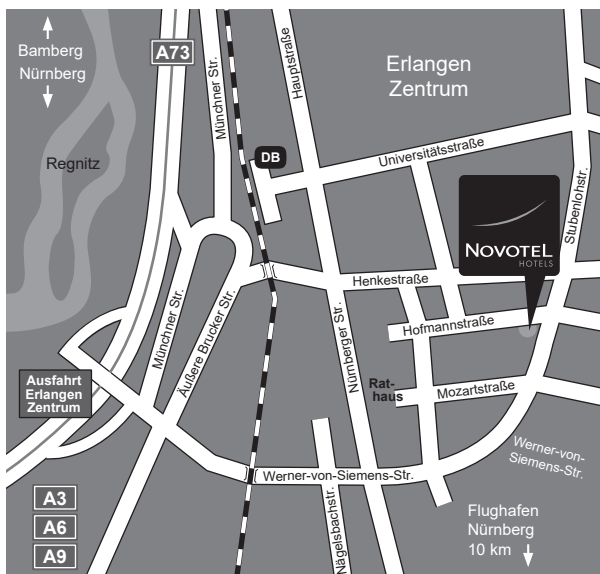 Bamberg
Nürnberg
A73
Münchner Str.
Hauptstraße
Erlangen
Zentrum
Regnitz
DB
Universitätsstraße
Stubenlohstr.
NOVOTEL
HOTELS
Henkestraße
Münchner Str.
Äußere Brucker Str.
Nürnberger Str.
Hofmannstraße
Ausfahrt
Erlangen
Zentrum
Rat-
haus
Mozartstraße
Werner-von-
Siemens-Str.
Werner-von-Siemens-Str.
Nägelsbachstr.
A3
A6
A9
Flughafen
Nürnberg
10 km